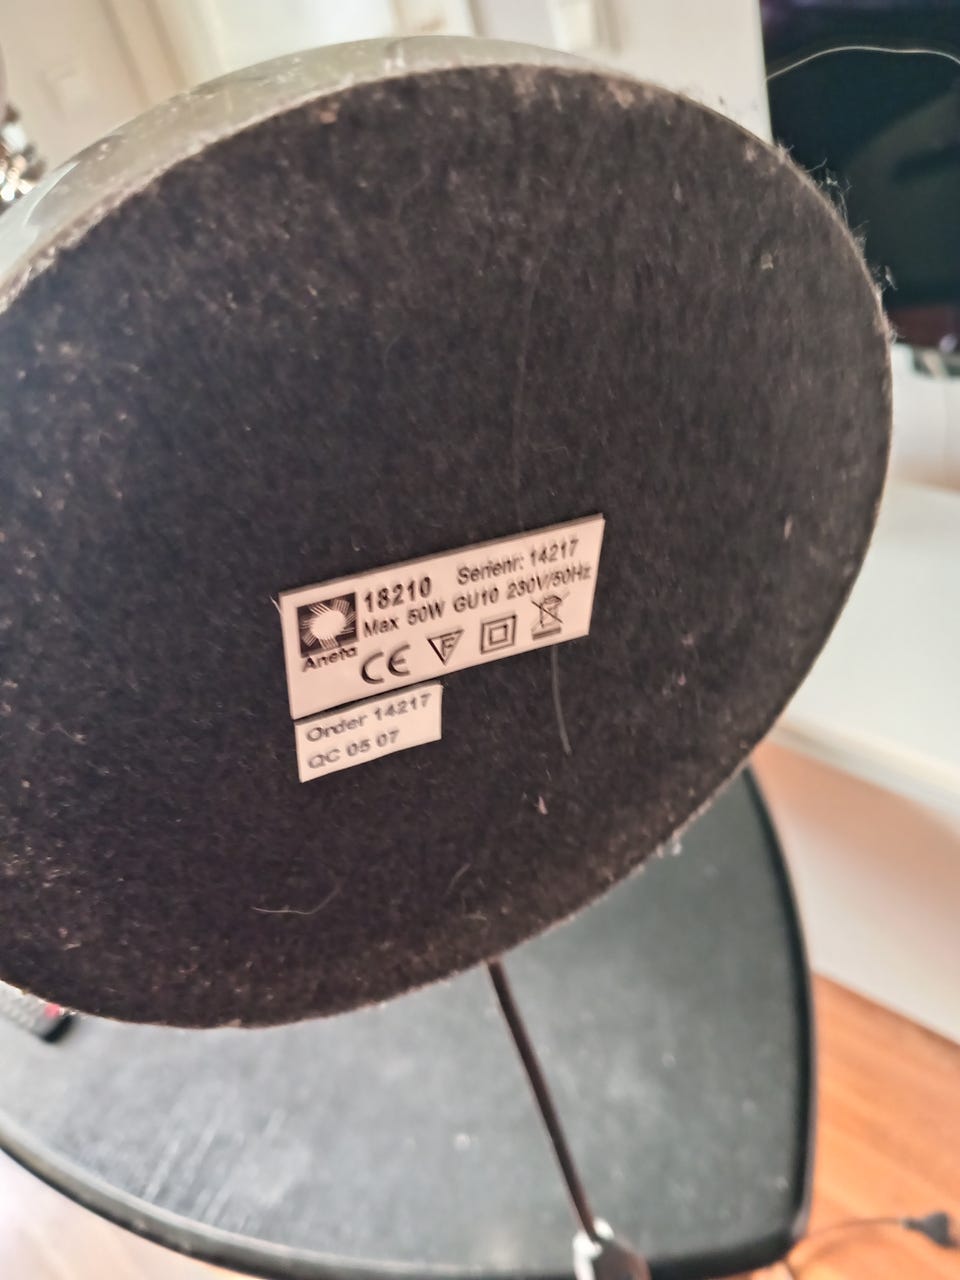 18210 Serienr: 14217
Max 50W GU10 230V/50Hz
Aneta CE F
Order 14217
QC 05 07